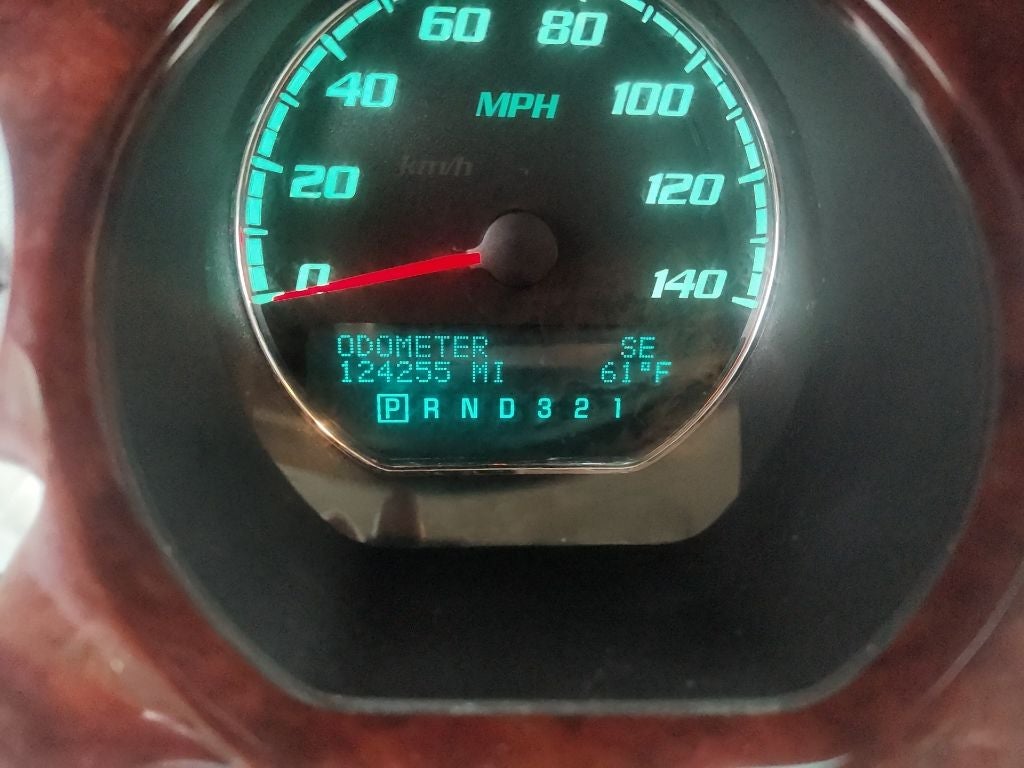 60 80
40 100
MPH
km/h
20 120
0 140
ODOMETER SE
124255 MI 61°F
P R N D 3 2 1